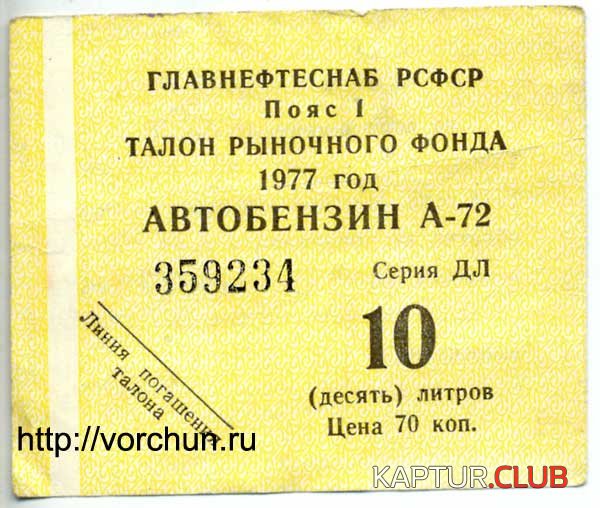 ГЛАВНЕФТЕСНАБ РСФСР
Пояс I
ТАЛОН РЫНОЧНОГО ФОНДА
1977 год
АВТОБЕНЗИН А-72
359234 Серия ДЛ
10
(десять) литров
Цена 70 коп.
Линия погашения
талона
http://vorchun.ru
KAPTUR.CLUB